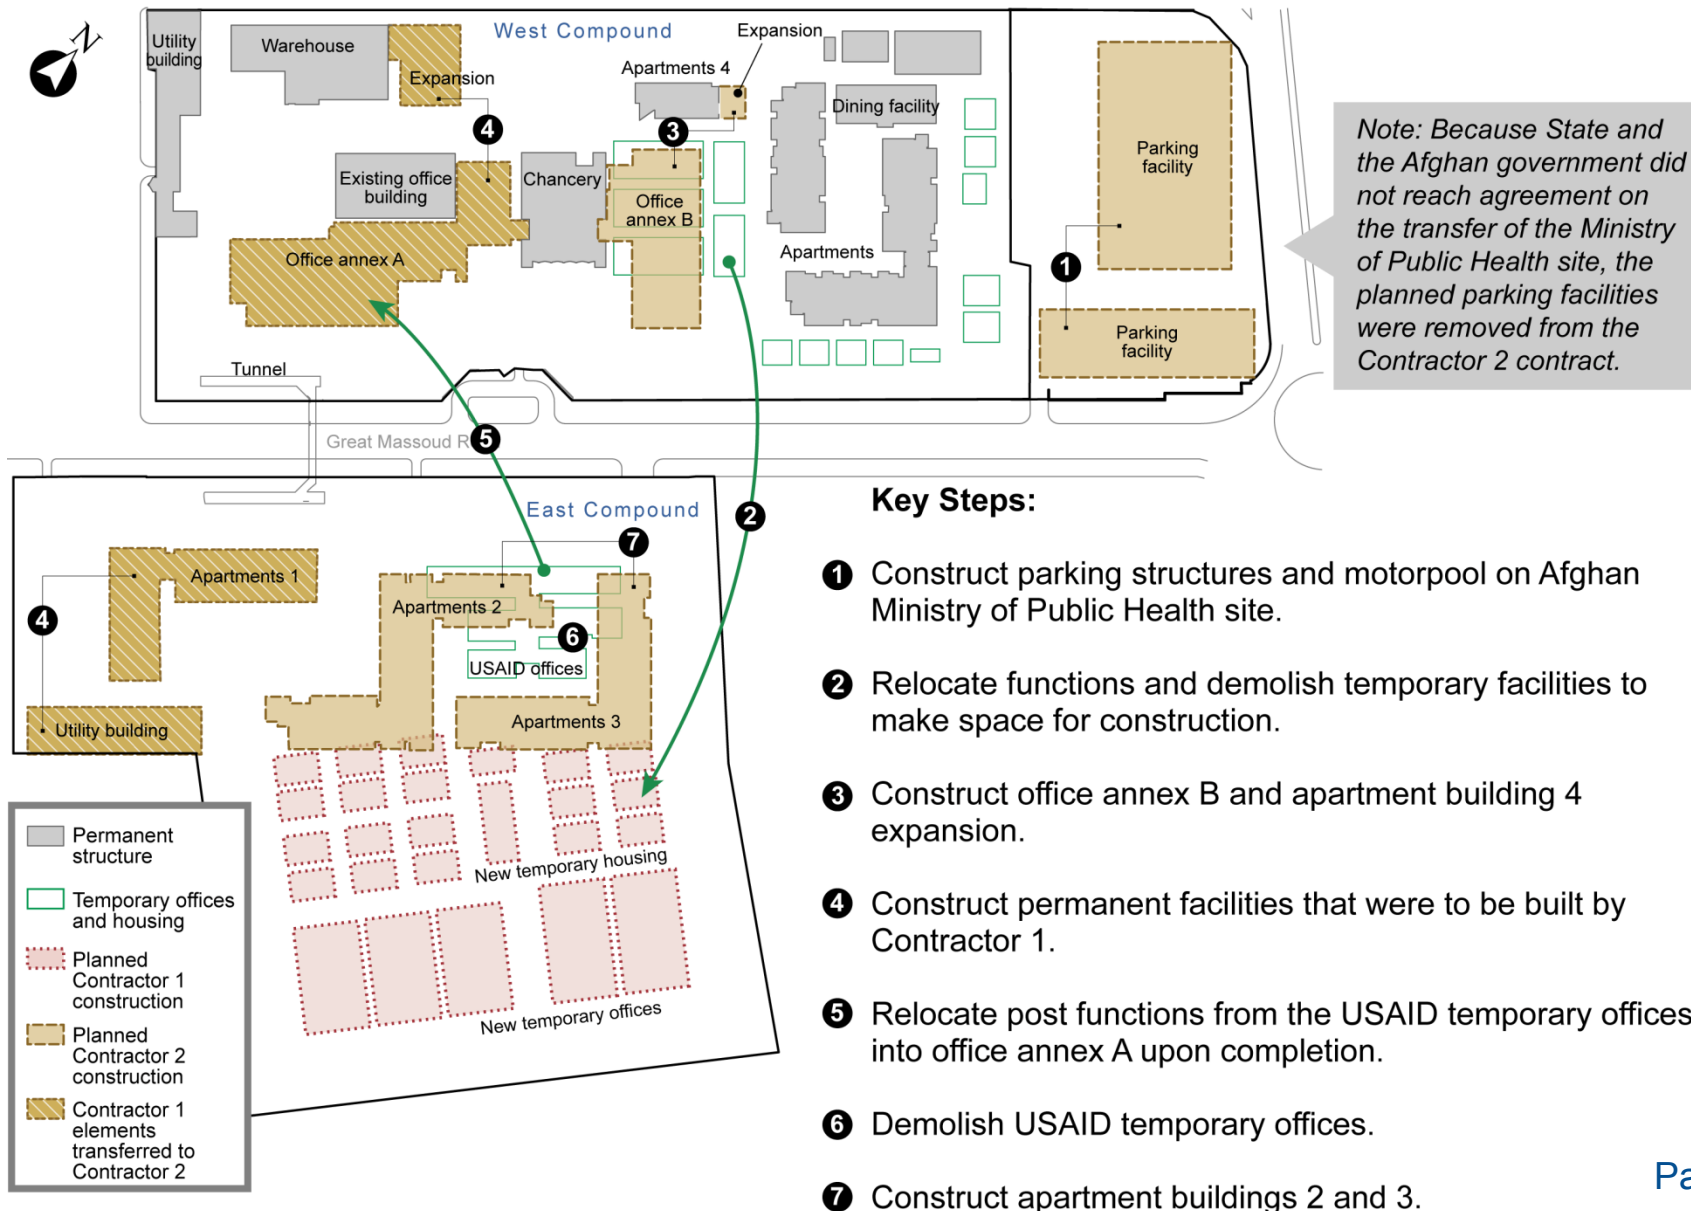 N
West Compound
Utility
building
Warehouse
Expansion
Expansion
Apartments 4
Dining facility
4
3
Existing office
building
Chancery
Office
annex B
Office annex A
Apartments
Parking
facility
1
Parking
facility
Tunnel
Great Massoud R
5
2
Note: Because State and
the Afghan government did
not reach agreement on
the transfer of the Ministry
of Public Health site, the
planned parking facilities
were removed from the
Contractor 2 contract.
East Compound
7
Apartments 1
Apartments 2
4
6
USAID offices
Apartments 3
Utility building
New temporary housing
New temporary offices
Permanent
structure
Temporary offices
and housing
Planned
Contractor 1
construction
Planned
Contractor 2
construction
Contractor 1
elements
transferred to
Contractor 2
Key Steps:
1 Construct parking structures and motorpool on Afghan
Ministry of Public Health site.
2 Relocate functions and demolish temporary facilities to
make space for construction.
3 Construct office annex B and apartment building 4
expansion.
4 Construct permanent facilities that were to be built by
Contractor 1.
5 Relocate post functions from the USAID temporary offices
into office annex A upon completion.
6 Demolish USAID temporary offices.
7 Construct apartment buildings 2 and 3.
Pa